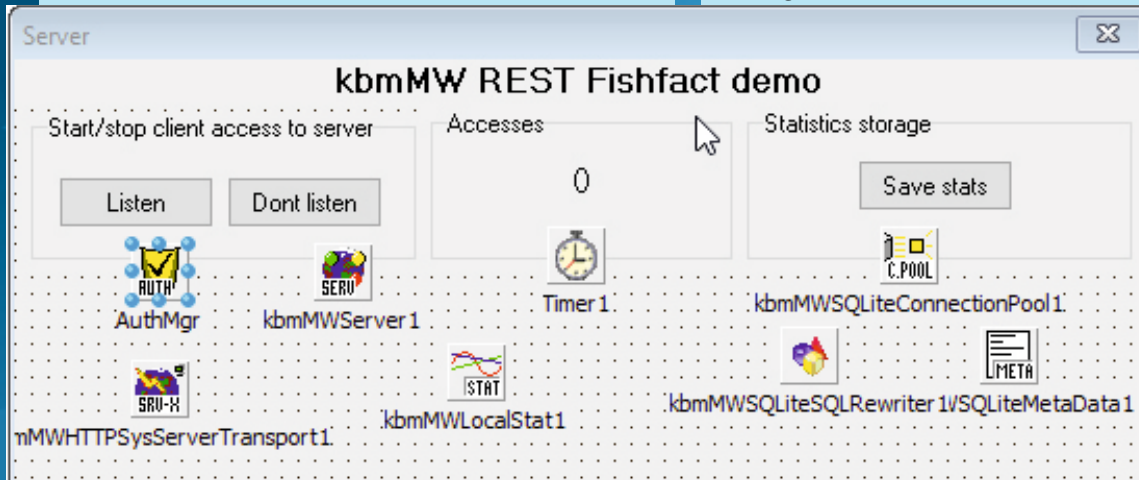 Server
kbmMW REST Fishfact demo
Start/stop client access to server
Accesses
Statistics storage
0
Listen
Dont listen
Save stats
AUTH
SERV
C.POOL
AuthMgr
kbmMWServer1
Timer1
kbmMWSQLiteConnectionPool1
SRV-X
STAT
META
mMWHTTPSysServerTransport1
kbmMWLocalStat1
kbmMWSQLiteSQLRewriter1
WSQLiteMetaData1